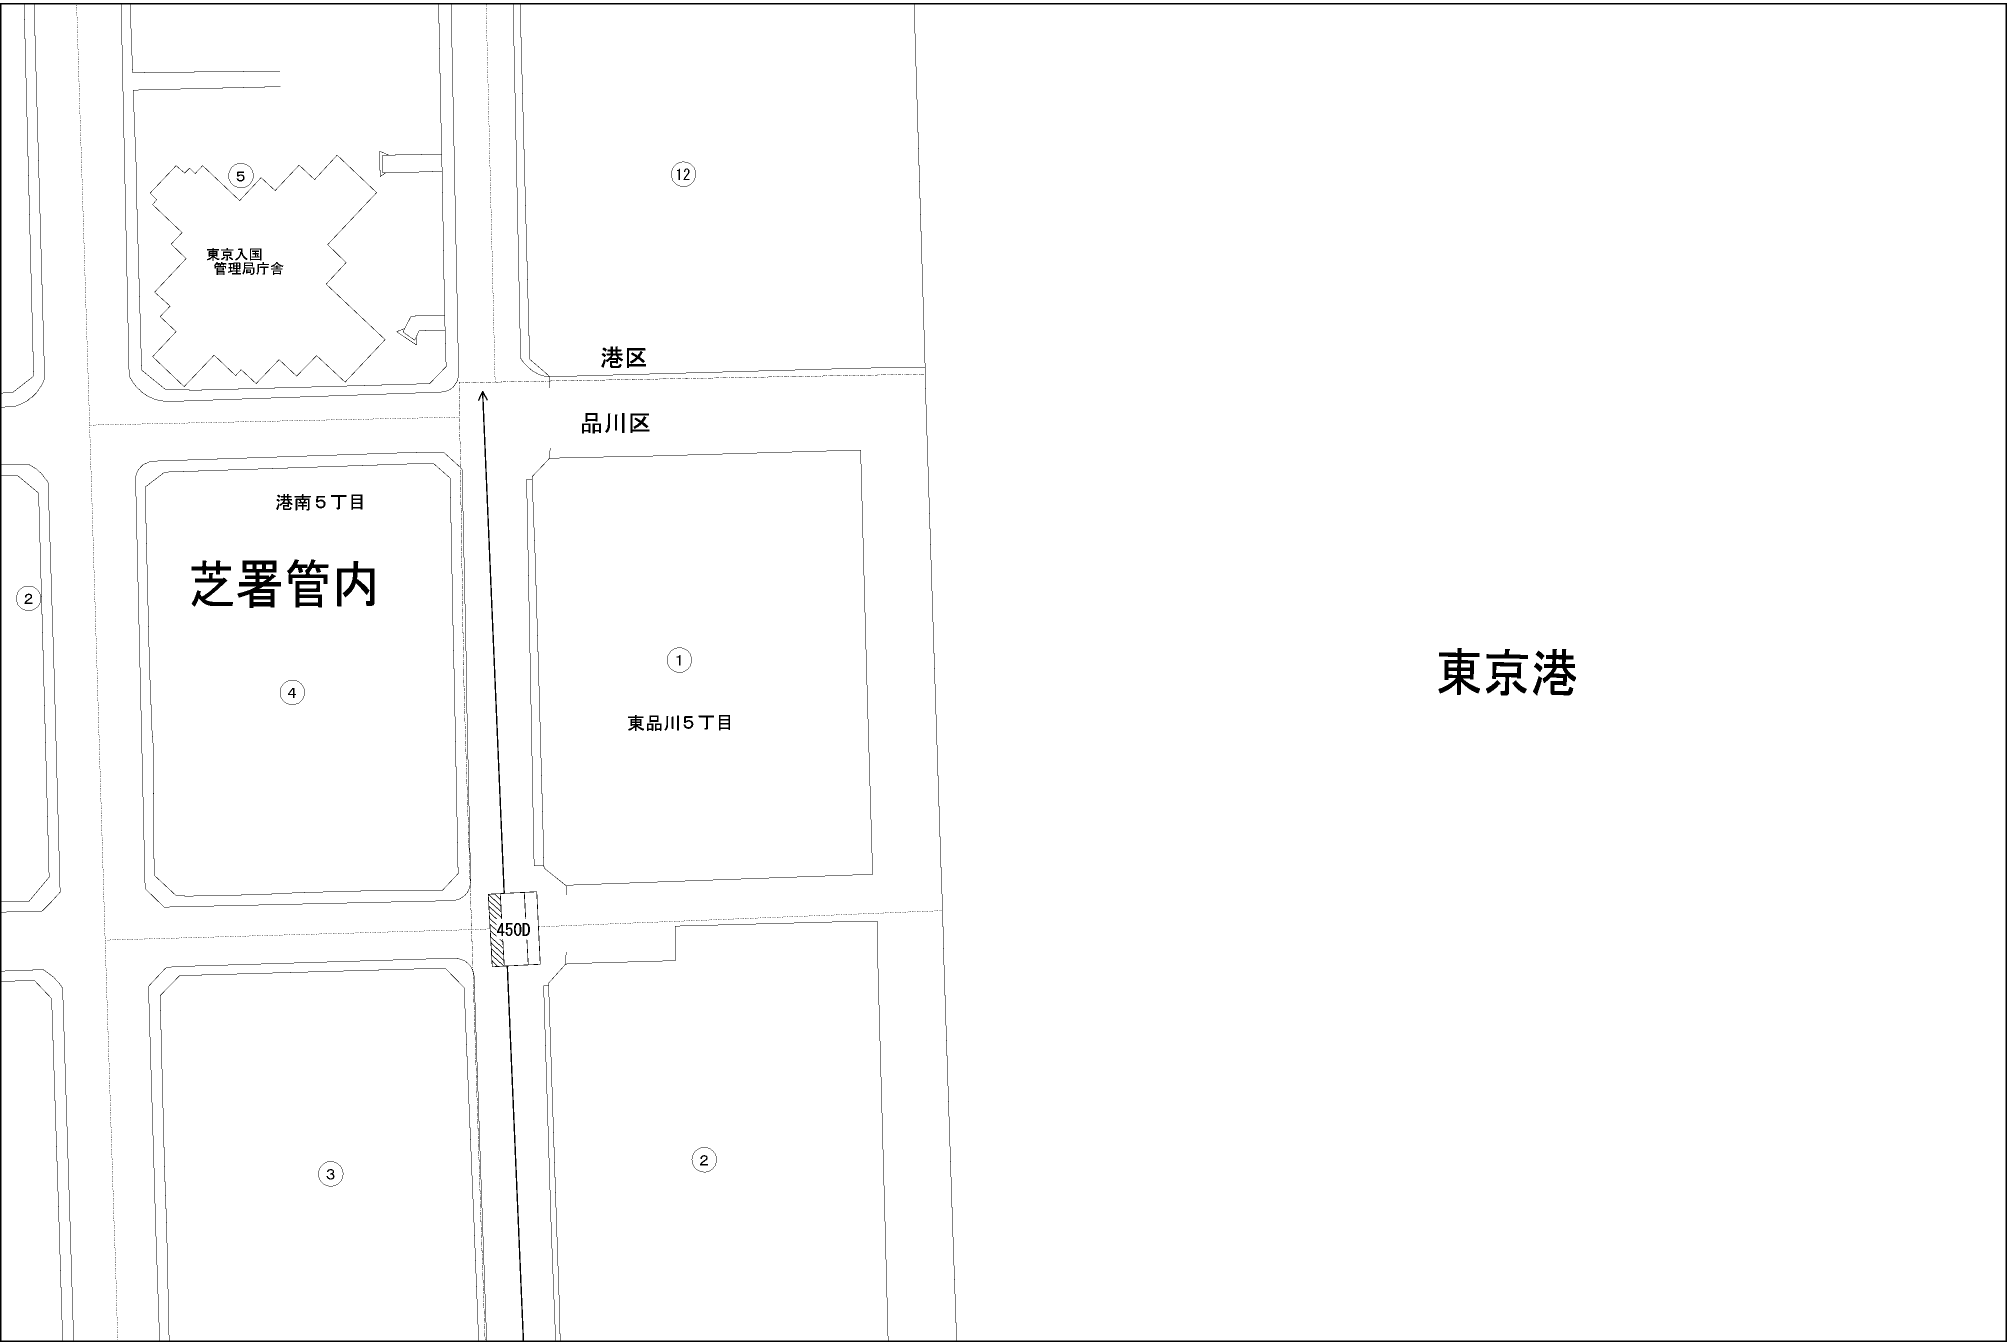 ⑤
⑫
東京入国
管理局庁舎
港区
品川区
港南５丁目
芝署管内
②
①
東京港
④
東品川５丁目
450D
③
②